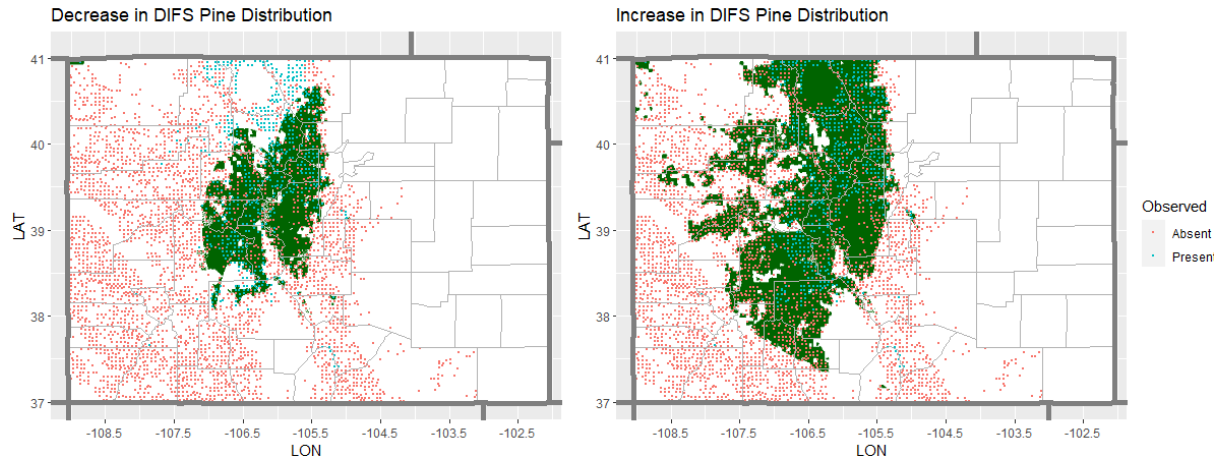 Decrease in DIFS Pine Distribution
41
40
39
38
37
LAT
-108.5 -107.5 -106.5 -105.5 -104.5 -103.5 -102.5
LON
Increase in DIFS Pine Distribution
41
40
39
38
37
LAT
-108.5 -107.5 -106.5 -105.5 -104.5 -103.5 -102.5
LON
Observed
Absent
Present